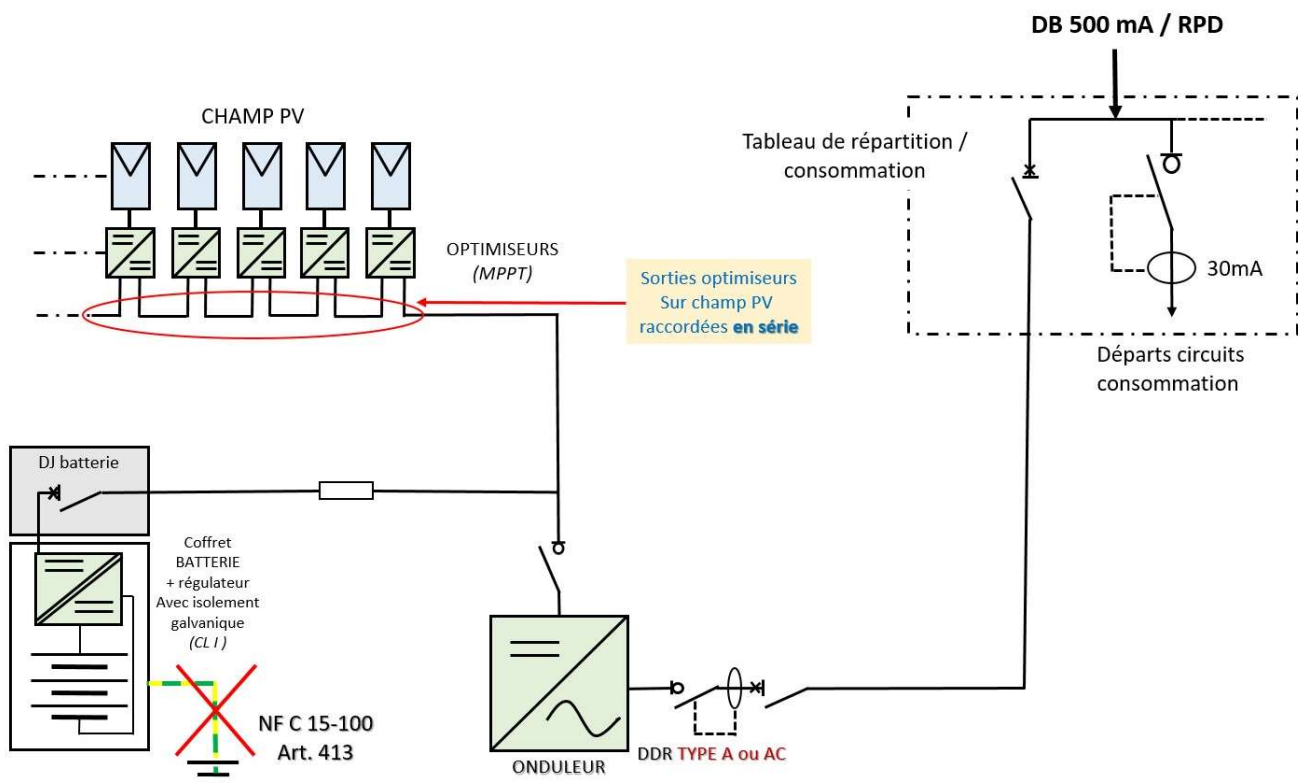 DB 500 mA / RPD
CHAMP PV
Tableau de répartition /
consommation
OPTIMISEURS
(MPPT)
Sorties optimiseurs
Sur champ PV
raccordées en série
30mA
Départs circuits
consommation
DJ batterie
Coffret
BATTERIE
+ régulateur
Avec isolement
galvanique
(CL I )
NF C 15-100
Art. 413
DDR TYPE A ou AC
ONDULEUR